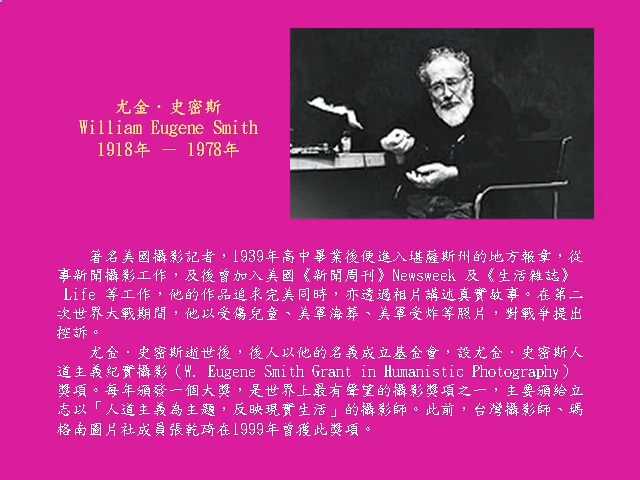 尤金．史密斯
William Eugene Smith
1918年 － 1978年
著名美國攝影記者，1939年高中畢業後便進入堪薩斯州的地方報章，從
事新聞攝影工作，及後曾加入美國《新聞周刊》Newsweek 及《生活雜誌》
Life 等工作，他的作品追求完美同時，亦透過相片講述真實故事。在第二
次世界大戰期間，他以受傷兒童、美軍海葬、美軍受炸等照片，對戰爭提出
控訴。
尤金．史密斯逝世後，後人以他的名義成立基金會，設尤金．史密斯人
道主義紀實攝影（W. Eugene Smith Grant in Humanistic Photography）
獎項。每年頒發一個大獎，是世界上最有聲望的攝影獎項之一，主要頒給立
志以「人道主義為主題，反映現實生活」的攝影師。此前，台灣攝影師、瑪
格南圖片社成員張乾琦在1999年曾獲此獎項。